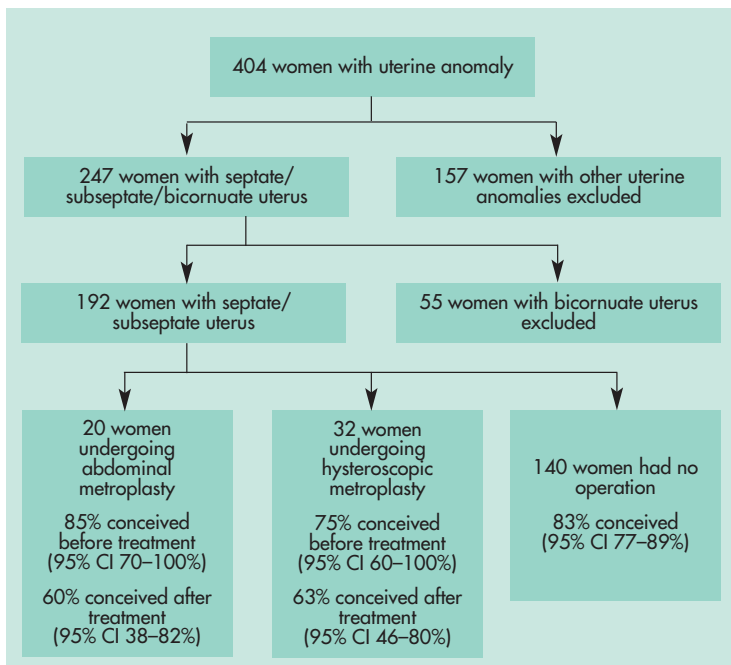 404 women with uterine anomaly
247 women with septate/
subseptate/bicornuate uterus
157 women with other uterine
anomalies excluded
192 women with septate/
subseptate uterus
55 women with bicornuate uterus
excluded
20 women
undergoing
abdominal
metroplasty
85% conceived
before treatment
(95% CI 70–100%)
60% conceived after
treatment
(95% CI 38–82%)
32 women
undergoing
hysteroscopic
metroplasty
75% conceived
before treatment
(95% CI 60–100%)
63% conceived after
treatment
(95% CI 46–80%)
140 women had no
operation
83% conceived
(95% CI 77–89%)